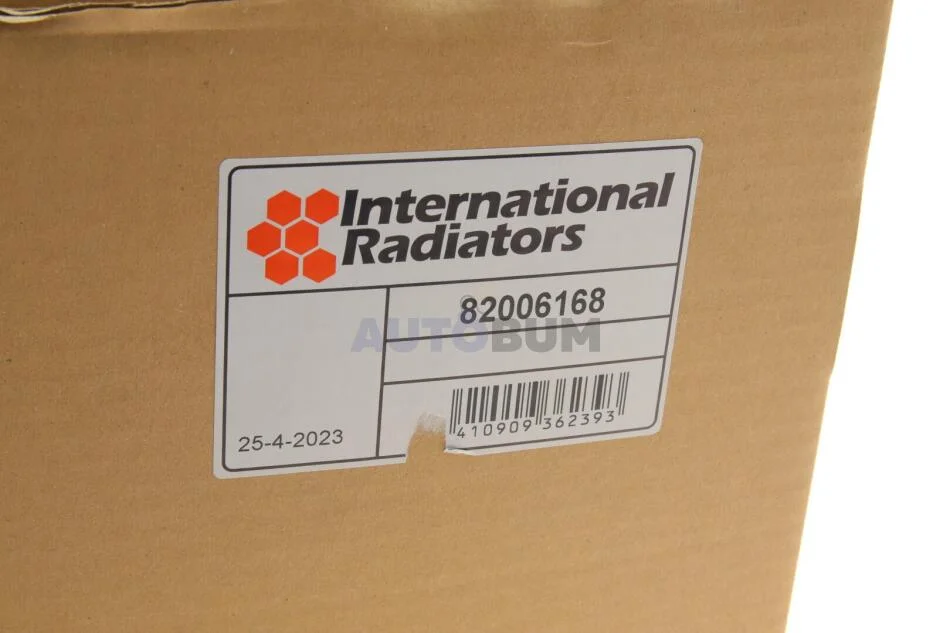 International
Radiators
82006168
AUTOBUM
25-4-2023
410909 362393